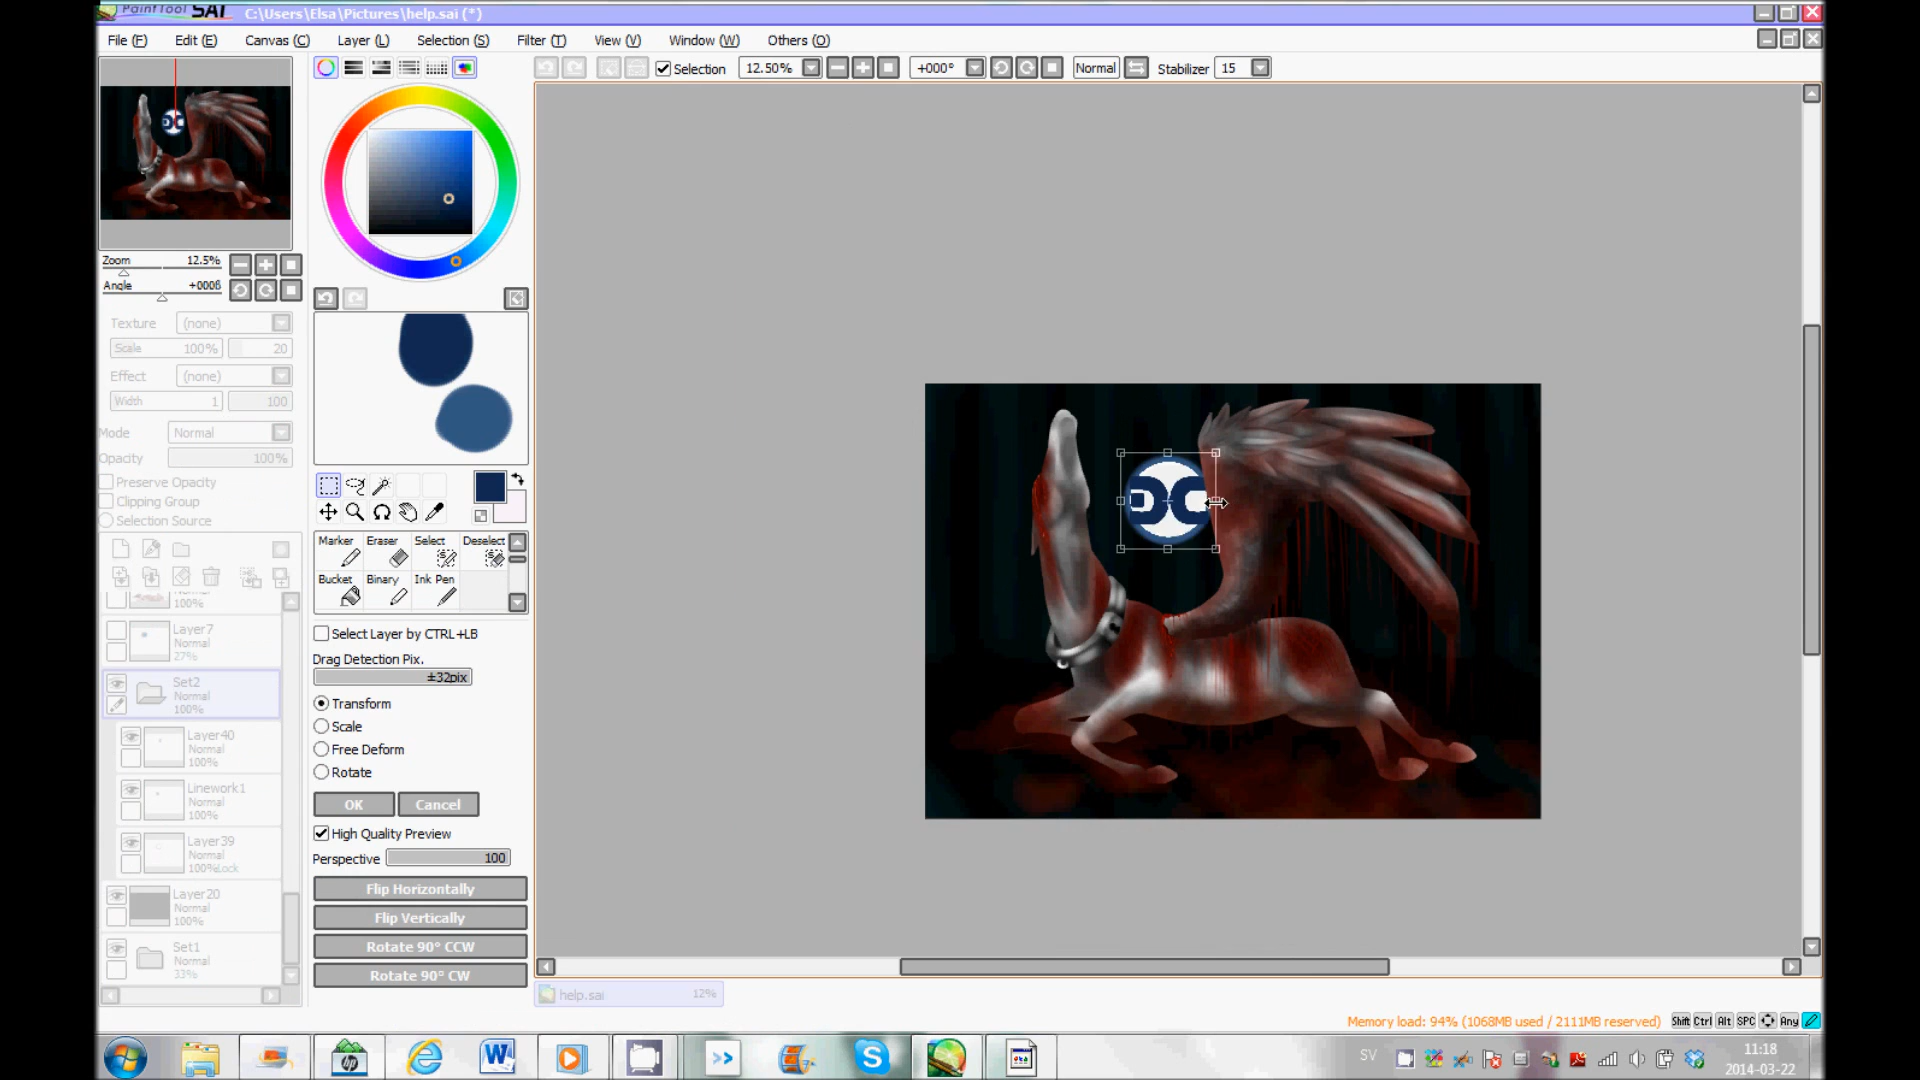 PaintTool SAI C:\Users\Elsa\Pictures\help.sai (*)
File (F) Edit (E) Canvas (C) Layer (L) Selection (S) Filter (T) View (V) Window (W) Others (O)
Selection 12.50% +000° Normal Stabilizer 15
Zoom 12.5%
Angle +000ß
Texture (none)
Scale 100% 20
Effect (none)
Width 1 100
Mode Normal
Opacity 100%
Preserve Opacity
Clipping Group
Selection Source
100%
Layer7
Normal
27%
Set2
Normal
100%
Layer40
Normal
100%
Linework1
Normal
100%
Layer39
Normal
100%Lock
Layer20
Normal
100%
Set1
Normal
33%
Marker Eraser Select Deselect
Bucket Binary Ink Pen
Select Layer by CTRL+LB
Drag Detection Pix.
±32pix
Transform
Scale
Free Deform
Rotate
OK Cancel
High Quality Preview
Perspective 100
Flip Horizontally
Flip Vertically
Rotate 90° CCW
Rotate 90° CW
help.sai 12%
Memory load: 94% (1068MB used / 2111MB reserved) Shift Ctrl Alt SPC Any
SV
11:18
2014-03-22